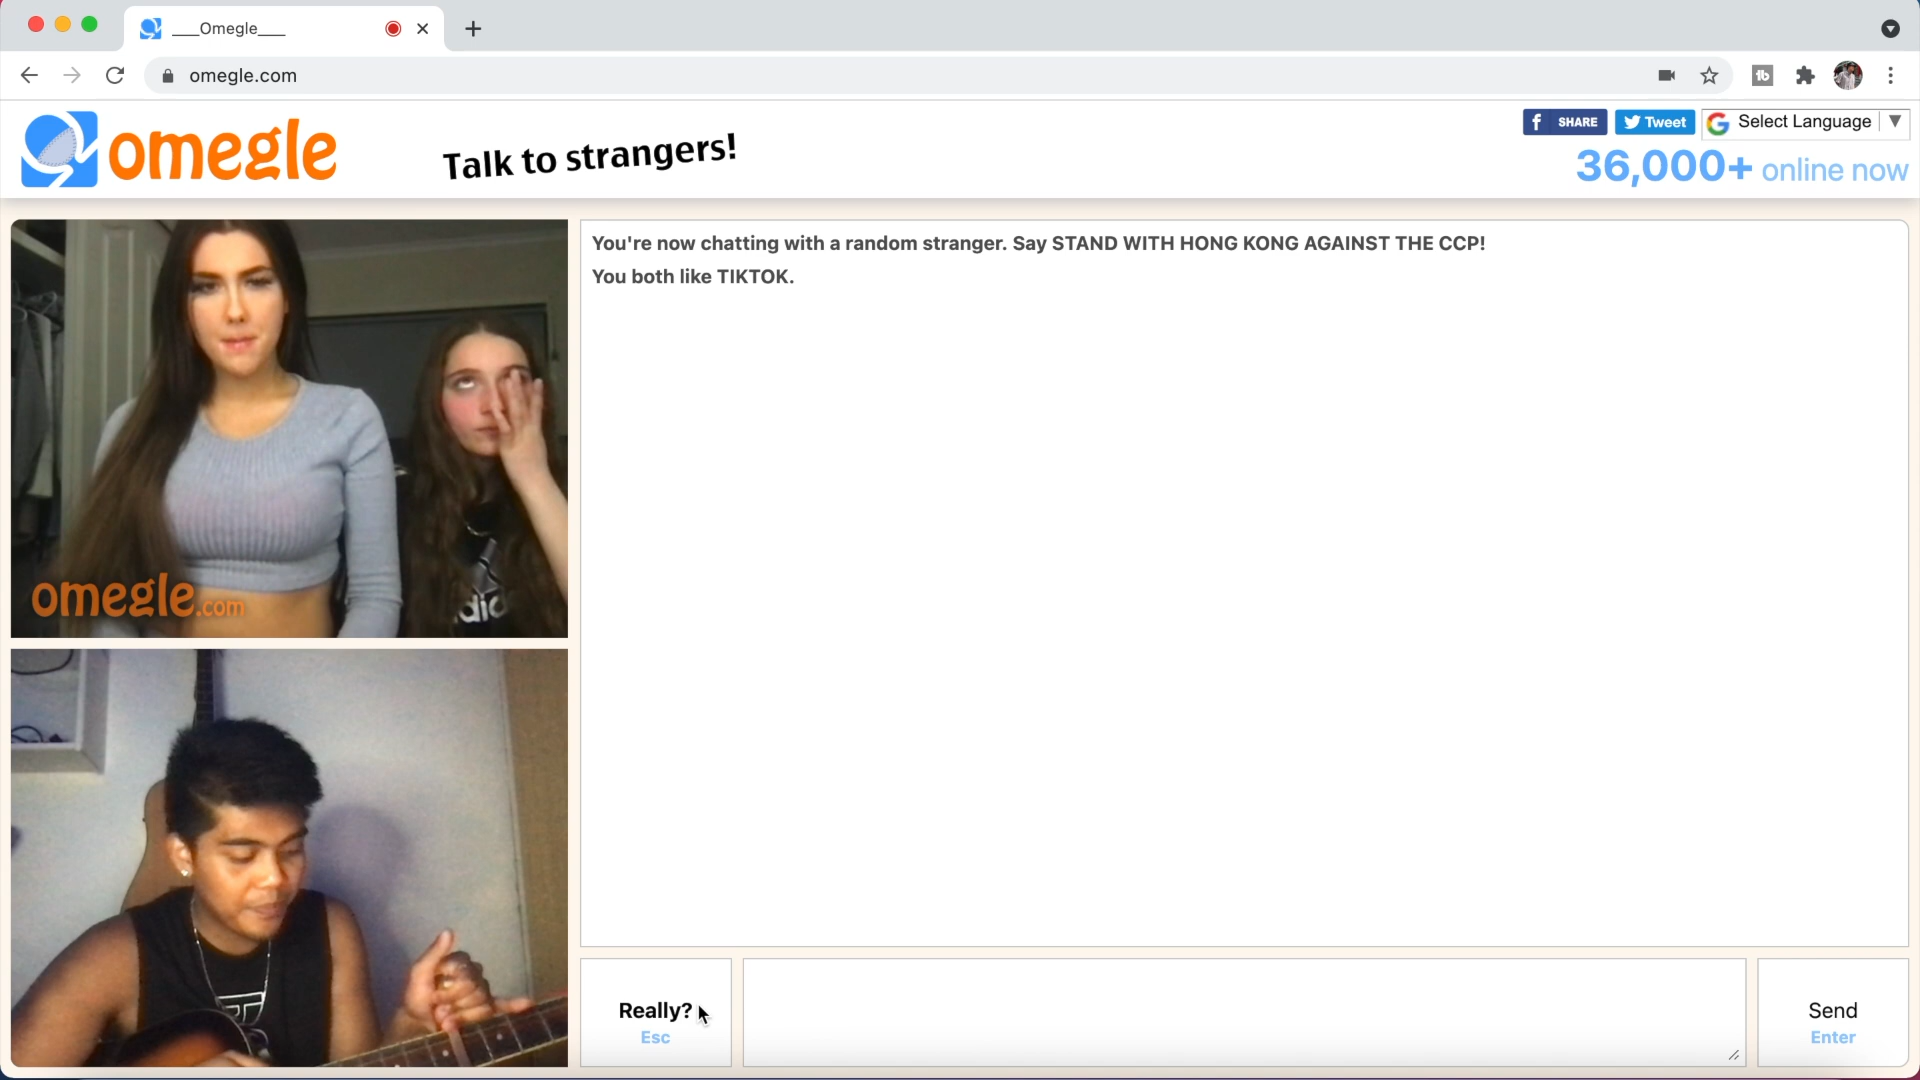 ___Omegle___
omegle.com
omegle
Talk to strangers!
f SHARE
Tweet
G Select Language ▼
36,000+ online now
omegle.com
You're now chatting with a random stranger. Say STAND WITH HONG KONG AGAINST THE CCP!
You both like TIKTOK.
Really?
Esc
Send
Enter